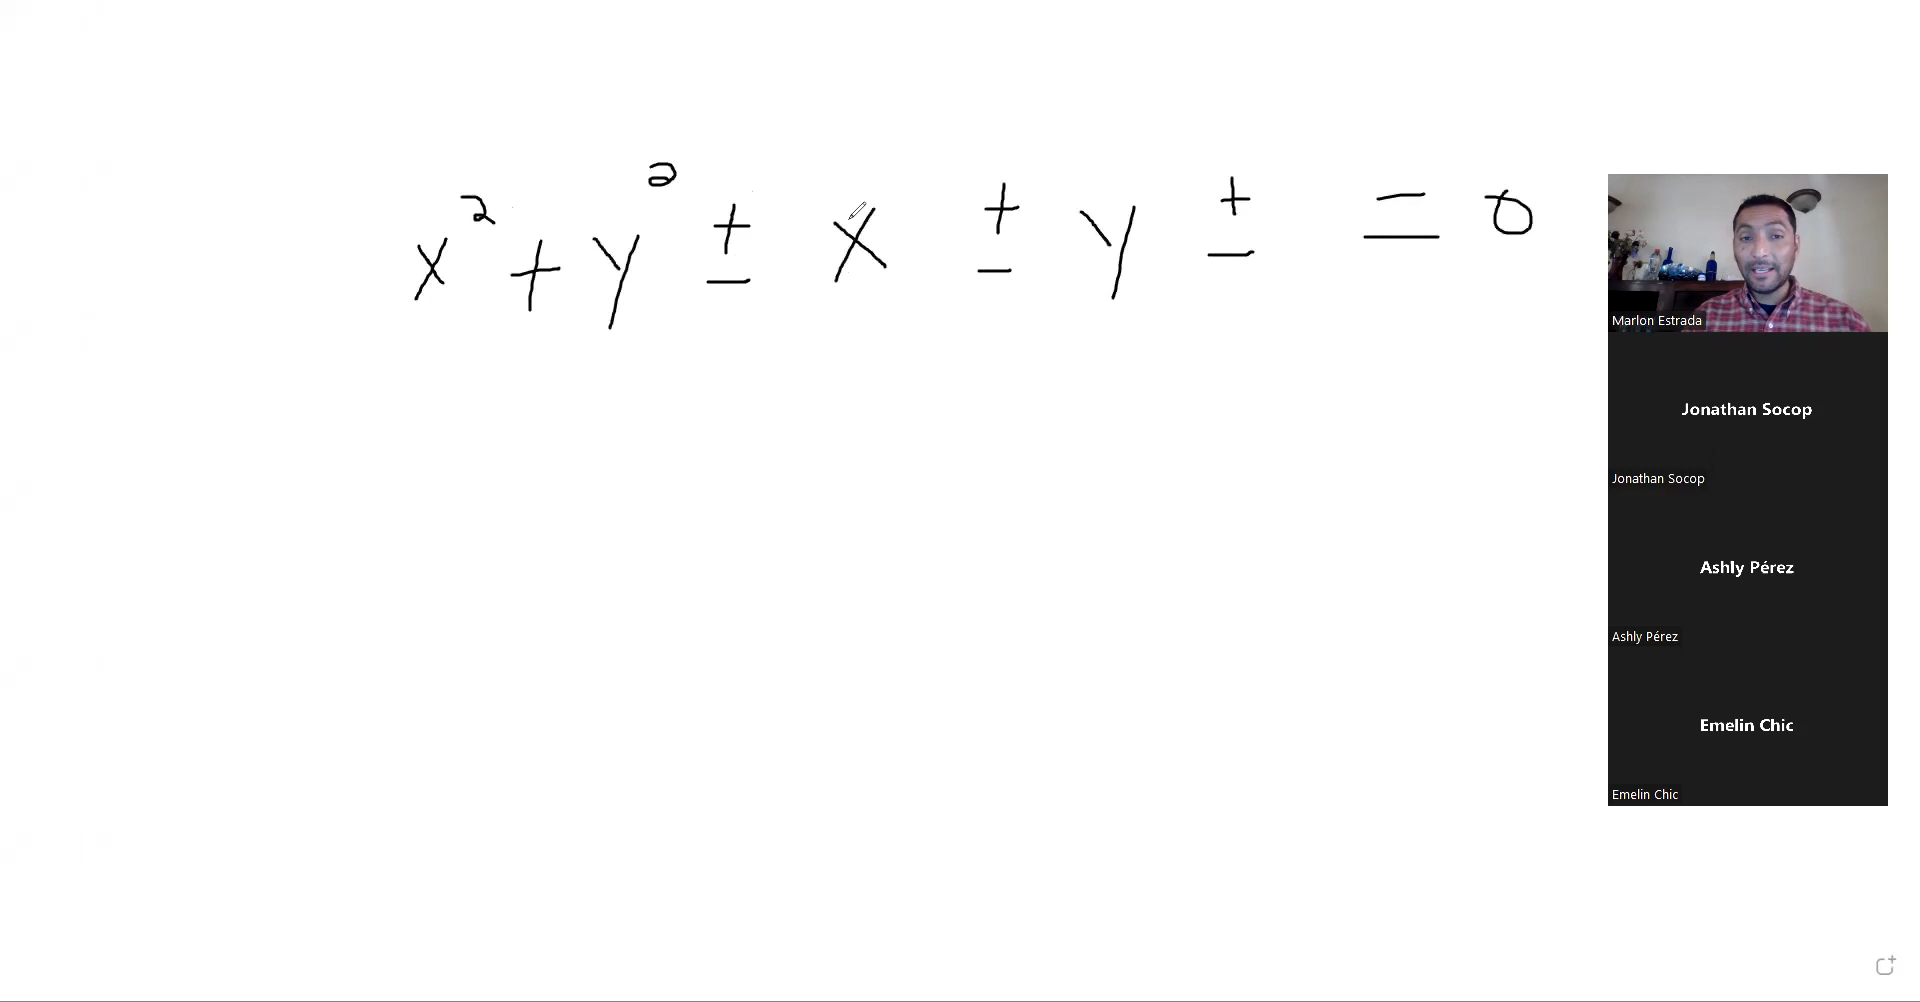 x² + y² ± x ± y ± = 0
Marlon Estrada
Jonathan Socop
Jonathan Socop
Ashly Pérez
Ashly Pérez
Emelin Chic
Emelin Chic